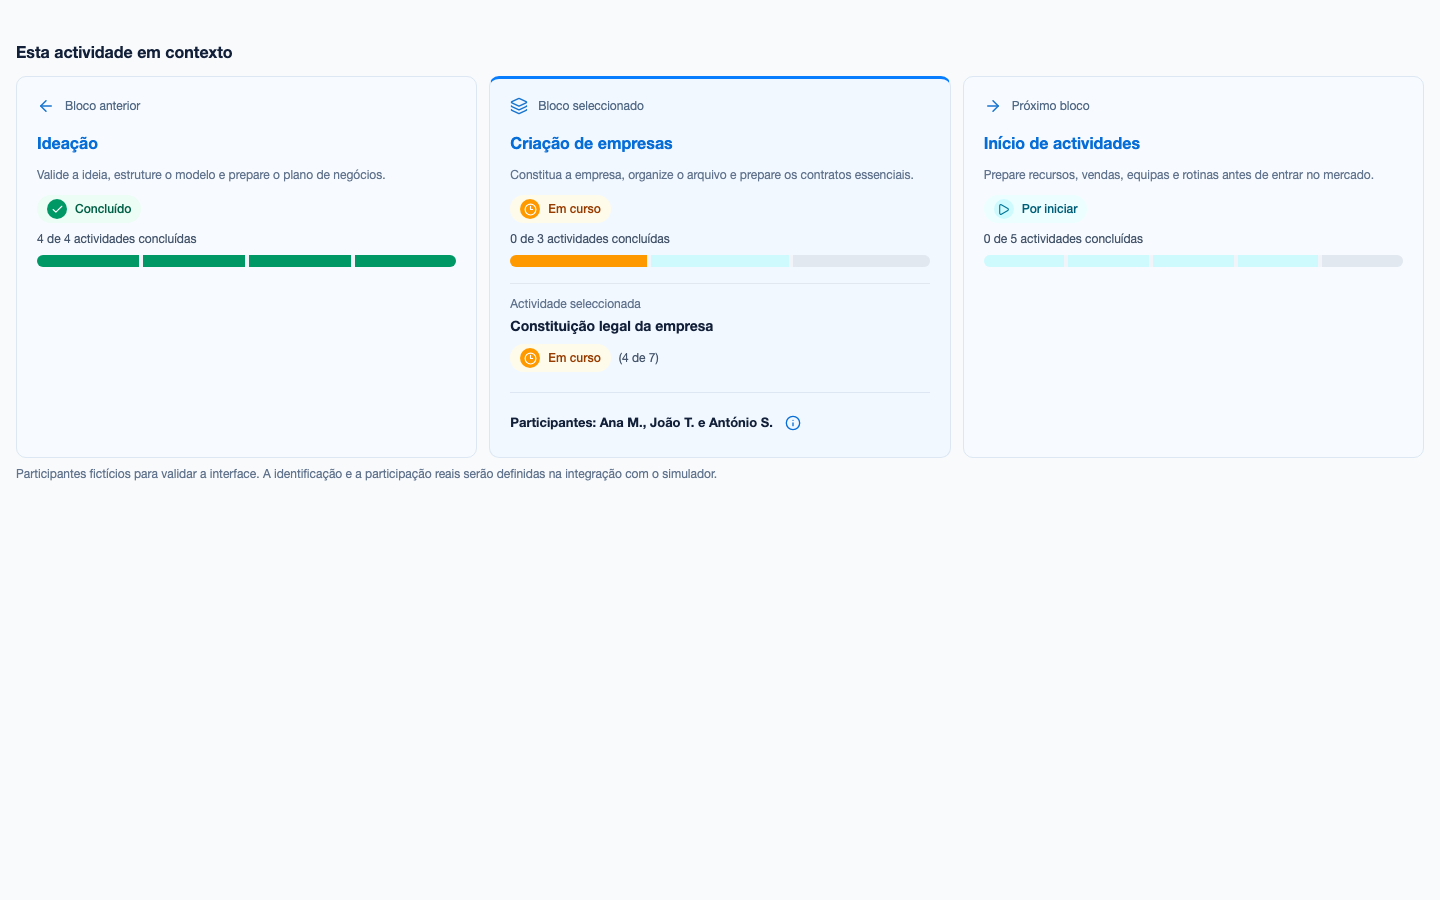 Esta actividade em contexto
Bloco anterior
Ideação
Valide a ideia, estruture o modelo e prepare o plano de negócios.
Concluído
4 de 4 actividades concluídas
Bloco seleccionado
Criação de empresas
Constitua a empresa, organize o arquivo e prepare os contratos essenciais.
Em curso
0 de 3 actividades concluídas
Actividade seleccionada
Constituição legal da empresa
Em curso (4 de 7)
Participantes: Ana M., João T. e António S.
Próximo bloco
Início de actividades
Prepare recursos, vendas, equipas e rotinas antes de entrar no mercado.
Por iniciar
0 de 5 actividades concluídas
Participantes fictícios para validar a interface. A identificação e a participação reais serão definidas na integração com o simulador.